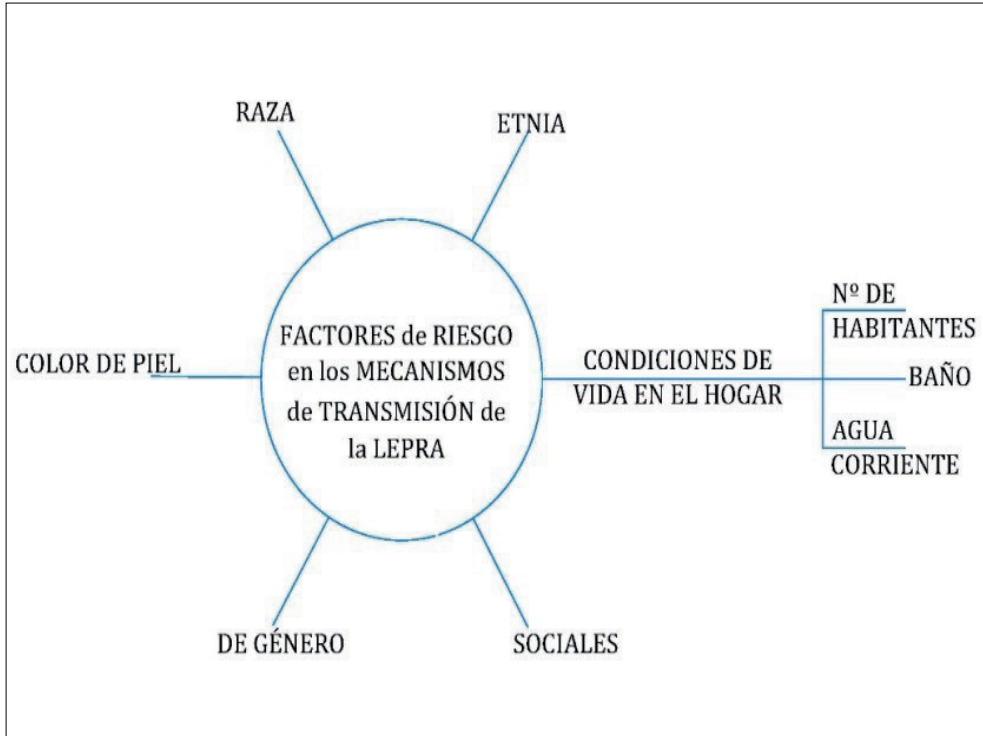 RAZA
ETNIA
FACTORES de RIESGO
en los MECANISMOS
de TRANSMISIÓN de
la LEPRA
COLOR DE PIEL
CONDICIONES DE
VIDA EN EL HOGAR
Nº DE
HABITANTES
BAÑO
AGUA
CORRIENTE
DE GÉNERO
SOCIALES